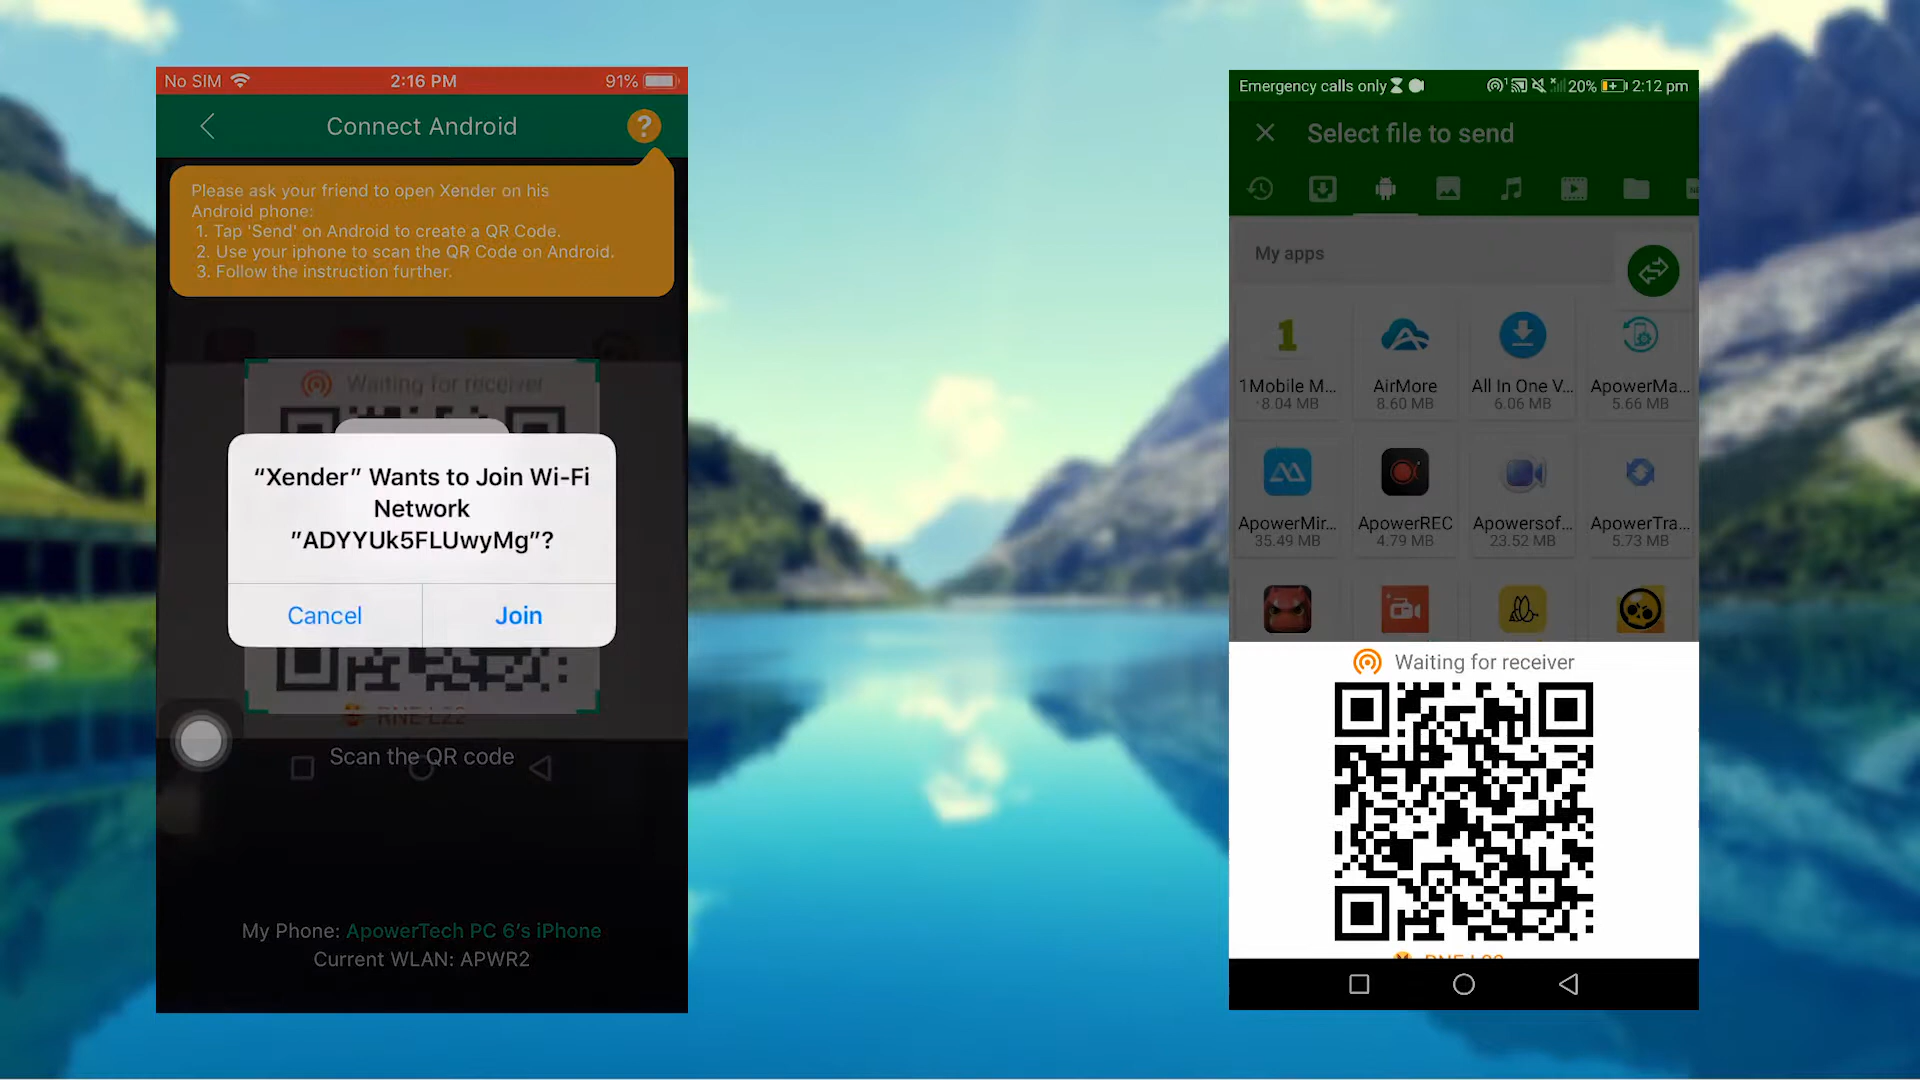 No SIM 2:16 PM 91%
Connect Android
?
Please ask your friend to open Xender on his
Android phone:
1. Tap 'Send' on Android to create a QR Code.
2. Use your iphone to scan the QR Code on Android.
3. Follow the instruction further.
Waiting for receiver
“Xender” Wants to Join Wi-Fi
Network
"ADYYUk5FLUwyMg"?
Cancel Join
RNE-L22
Scan the QR code
My Phone: ApowerTech PC 6's iPhone
Current WLAN: APWR2
Emergency calls only 20% 2:12 pm
Select file to send
My apps
1Mobile M... AirMore All In One V... ApowerMa...
8.04 MB 8.60 MB 6.06 MB 5.66 MB
ApowerMir... ApowerREC Apowersof... ApowerTra...
35.49 MB 4.79 MB 23.52 MB 5.73 MB
Waiting for receiver
RNE-L22